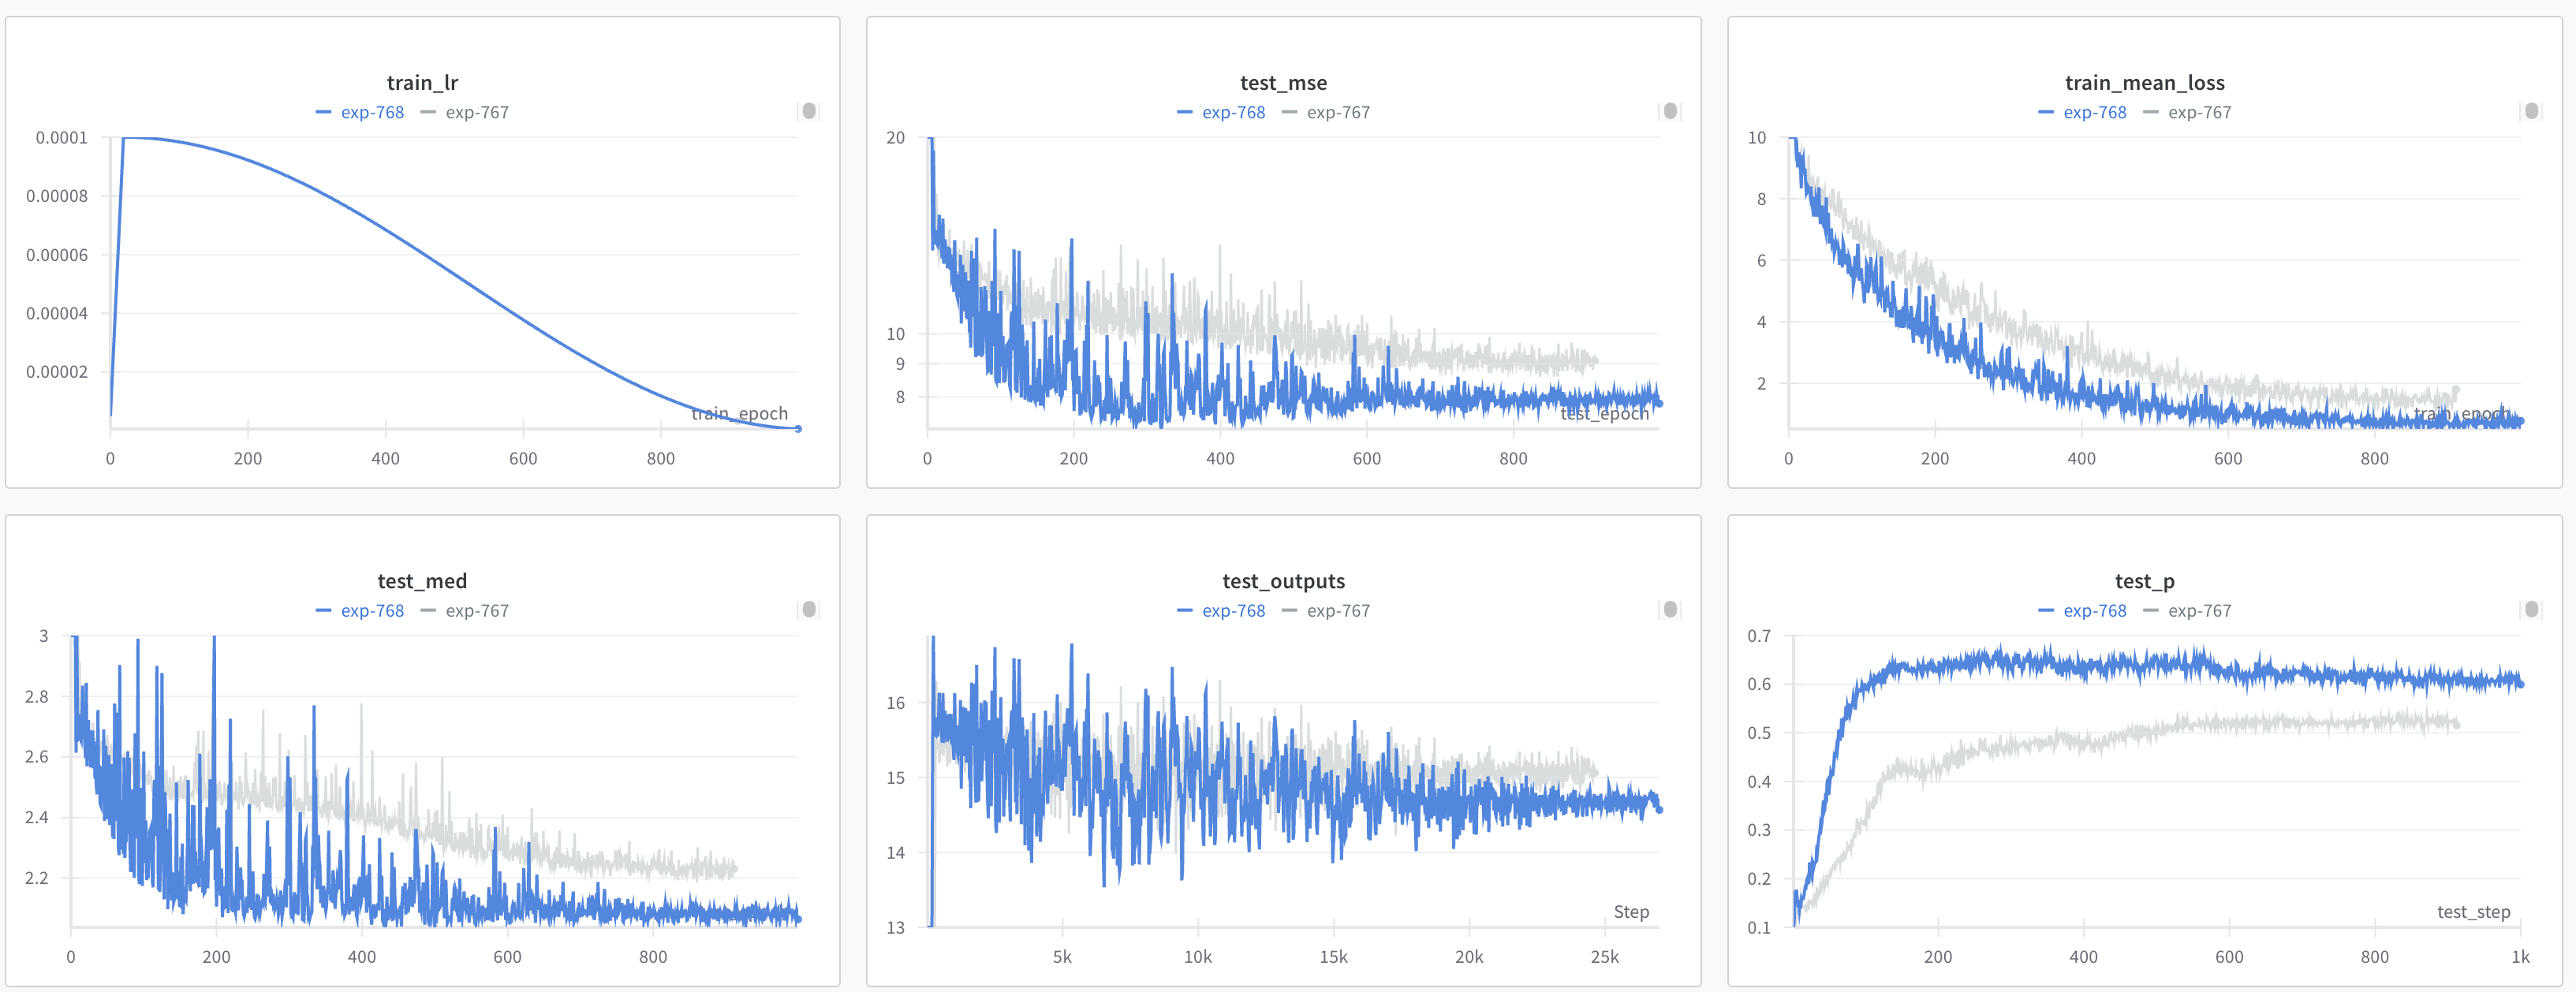 train_lr
exp-768 exp-767
0.0001
0.00008
0.00006
0.00004
0.00002
train_epoch
0 200 400 600 800
test_mse
exp-768 exp-767
20
10
9
8
test_epoch
0 200 400 600 800
train_mean_loss
exp-768 exp-767
10
8
6
4
2
train_epoch
0 200 400 600 800
test_med
exp-768 exp-767
3
2.8
2.6
2.4
2.2
0 200 400 600 800
test_outputs
exp-768 exp-767
16
15
14
13
Step
5k 10k 15k 20k 25k
test_p
exp-768 exp-767
0.7
0.6
0.5
0.4
0.3
0.2
0.1
test_step
200 400 600 800 1k